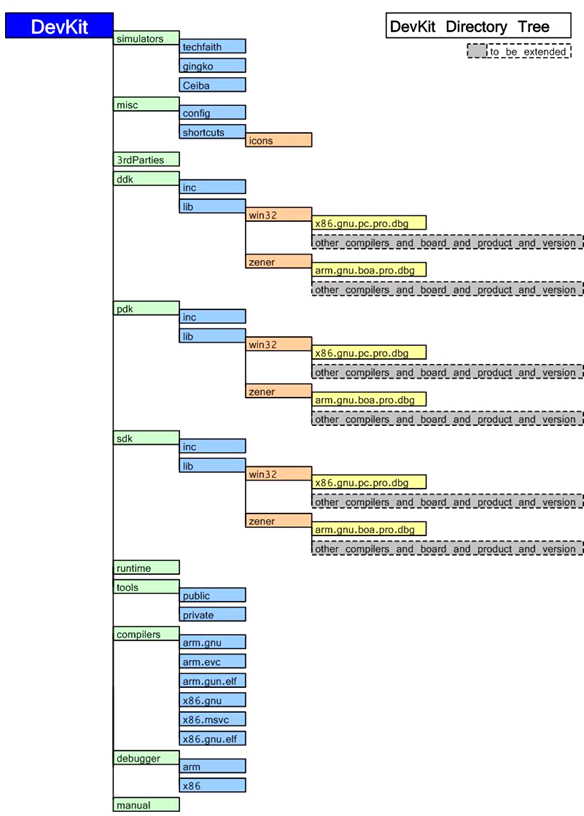 DevKit
DevKit Directory Tree
to be extended
simulators
techfaith
gingko
Ceiba
misc
config
shortcuts
icons
3rdParties
ddk
inc
lib
win32
x86.gnu.pc.pro.dbg
other compilers and board and product and version
zener
arm.gnu.boa.pro.dbg
other compilers and board and product and version
pdk
inc
lib
win32
x86.gnu.pc.pro.dbg
other compilers and board and product and version
zener
arm.gnu.boa.pro.dbg
other compilers and board and product and version
sdk
inc
lib
win32
x86.gnu.pc.pro.dbg
other compilers and board and product and version
zener
arm.gnu.boa.pro.dbg
other compilers and board and product and version
runtime
tools
public
private
compilers
arm.gnu
arm.evc
arm.gun.elf
x86.gnu
x86.msvc
x86.gnu.elf
debugger
arm
x86
manual